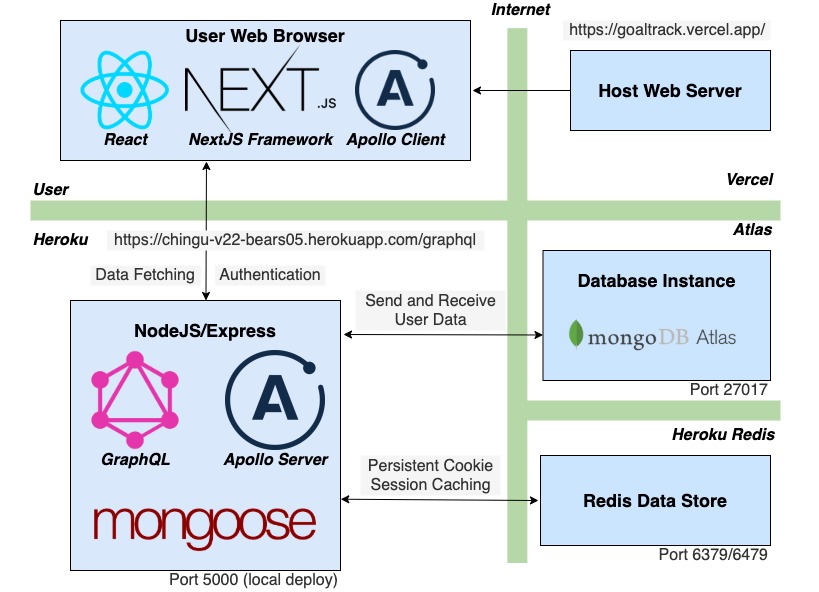 Internet
https://goaltrack.vercel.app/
User Web Browser
NEXT.JS
React
NextJS Framework
A
Apollo Client
Host Web Server
User
Vercel
Heroku
https://chingu-v22-bears05.herokuapp.com/graphql
Atlas
Data Fetching
Authentication
Database Instance
mongoDB Atlas
Port 27017
Send and Receive
User Data
NodeJS/Express
A
GraphQL
Apollo Server
mongoose
Port 5000 (local deploy)
Heroku Redis
Persistent Cookie
Session Caching
Redis Data Store
Port 6379/6479